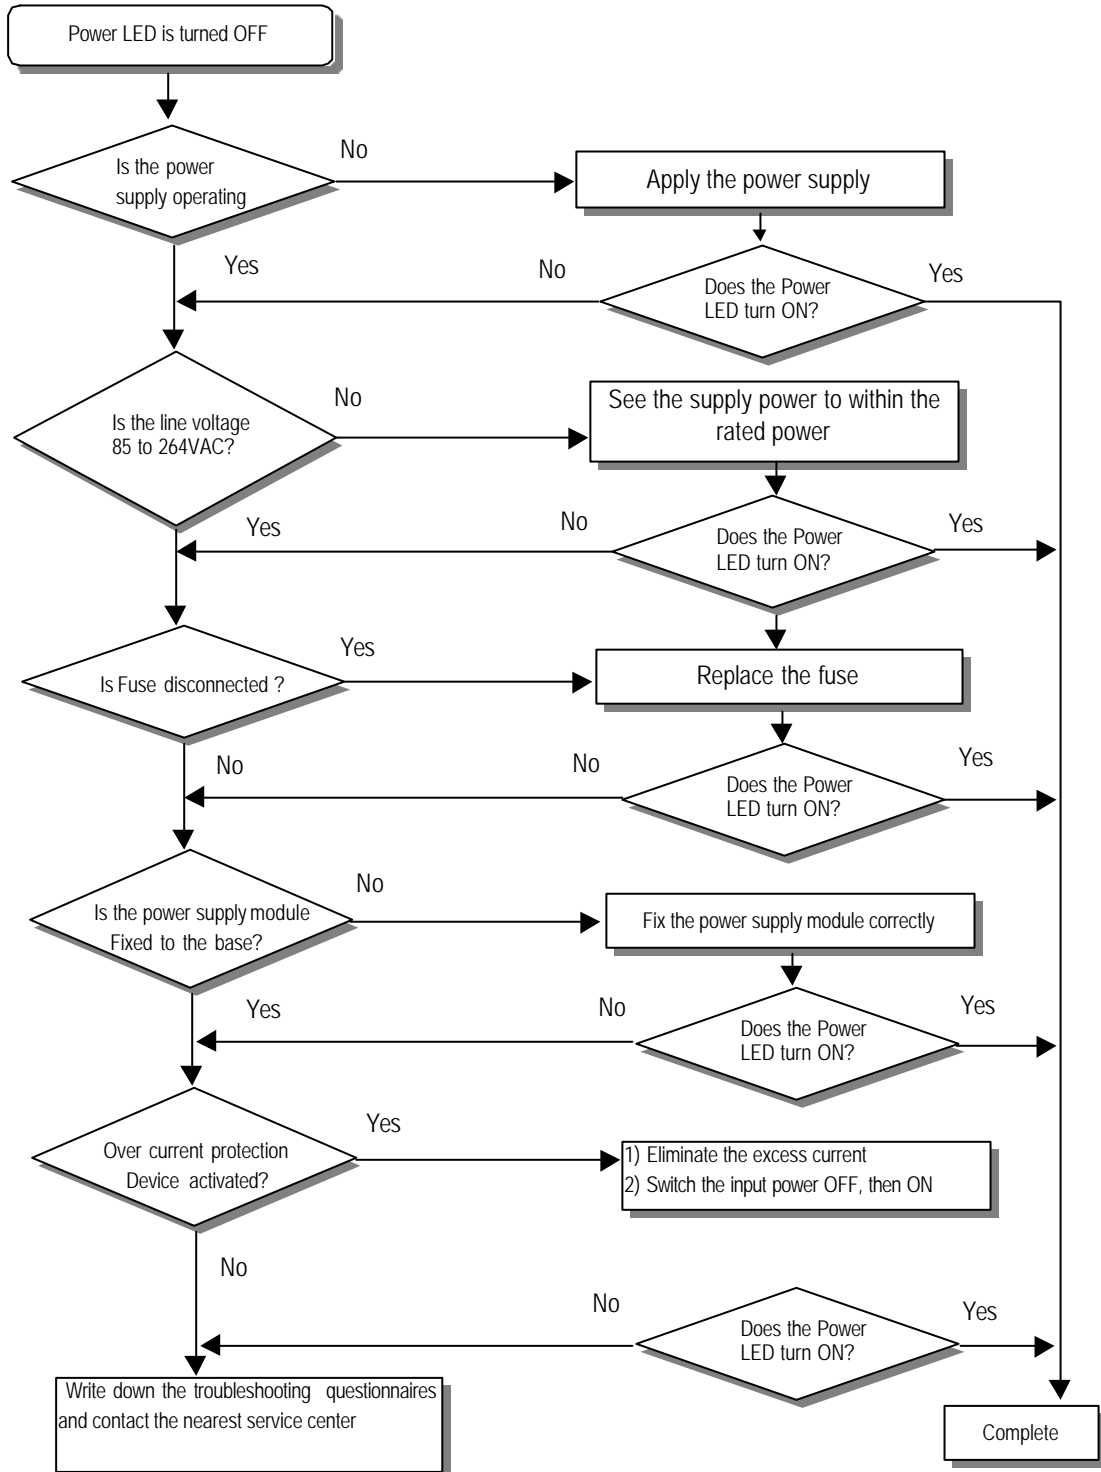 Power LED is turned OFF
Is the power
supply operating
No
Apply the power supply
Yes
No
Does the Power
LED turn ON?
Yes
Is the line voltage
85 to 264VAC?
No
See the supply power to within the
rated power
Yes
No
Does the Power
LED turn ON?
Yes
Is Fuse disconnected ?
Yes
Replace the fuse
No
No
Does the Power
LED turn ON?
Yes
Is the power supply module
Fixed to the base?
No
Fix the power supply module correctly
Yes
No
Does the Power
LED turn ON?
Yes
Over current protection
Device activated?
Yes
1) Eliminate the excess current
2) Switch the input power OFF, then ON
No
No
Does the Power
LED turn ON?
Yes
Write down the troubleshooting questionnaires
and contact the nearest service center
Complete